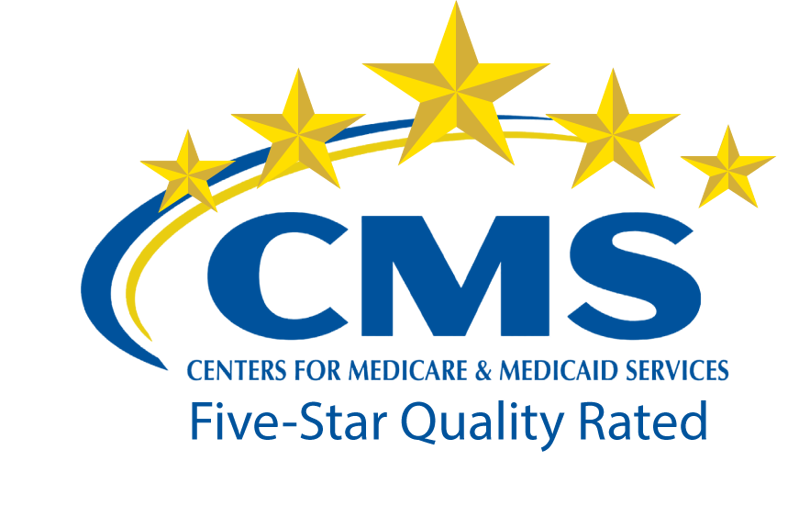 CMS
CENTERS FOR MEDICARE & MEDICAID SERVICES
Five-Star Quality Rated